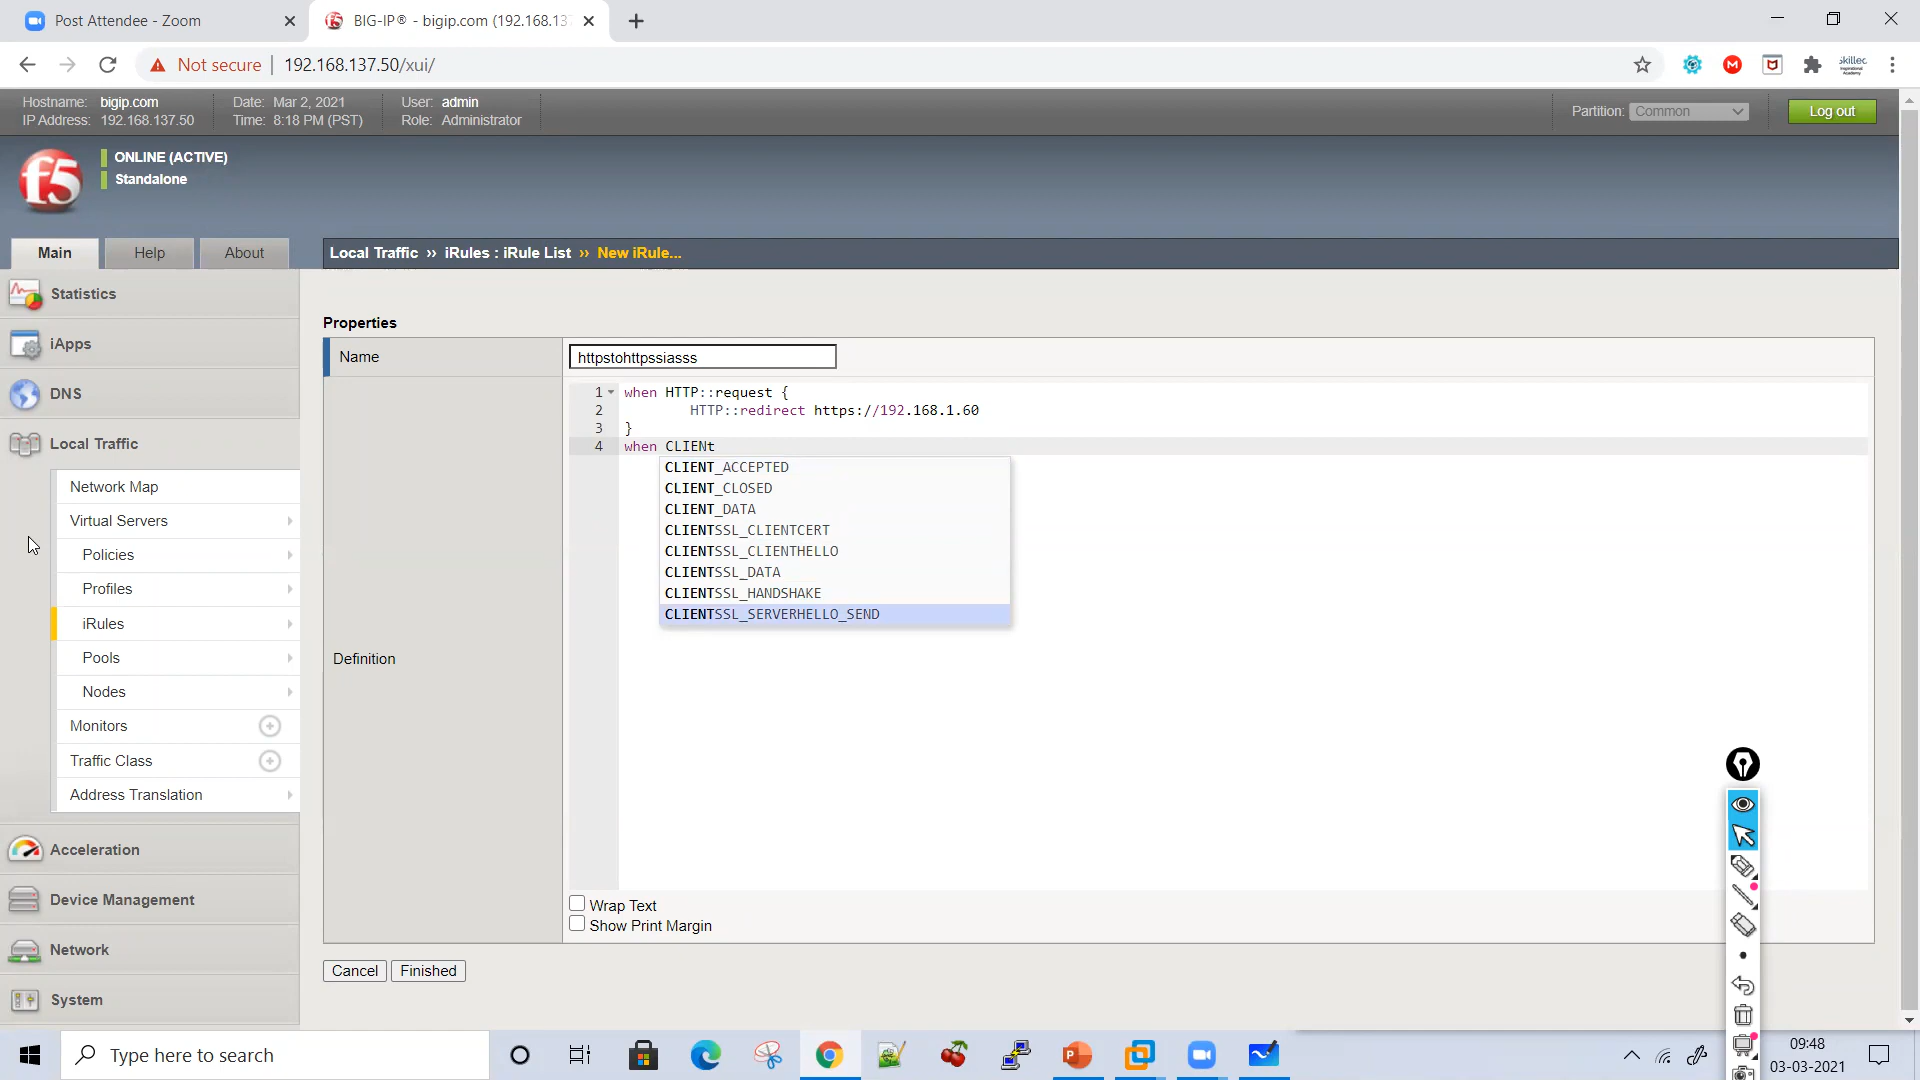 Post Attendee - Zoom
BIG-IP® - bigip.com (192.168.137
Not secure
192.168.137.50/xui/
skillec
Hostname: bigip.com
IP Address: 192.168.137.50
Date: Mar 2, 2021
Time: 8:18 PM (PST)
User: admin
Role: Administrator
Partition: Common
Log out
f5
ONLINE (ACTIVE)
Standalone
Main
Help
About
Local Traffic ›› iRules : iRule List ›› New iRule...
Statistics
iApps
DNS
Local Traffic
Network Map
Virtual Servers
Policies
Profiles
iRules
Pools
Nodes
Monitors
Traffic Class
Address Translation
Acceleration
Device Management
Network
System
Properties
Name
httpstohttpssiasss
Definition
1 when HTTP::request {
2 HTTP::redirect https://192.168.1.60
3 }
4 when CLIENt
CLIENT_ACCEPTED
CLIENT_CLOSED
CLIENT_DATA
CLIENTSSL_CLIENTCERT
CLIENTSSL_CLIENTHELLO
CLIENTSSL_DATA
CLIENTSSL_HANDSHAKE
CLIENTSSL_SERVERHELLO_SEND
Wrap Text
Show Print Margin
Cancel
Finished
Type here to search
09:48
03-03-2021